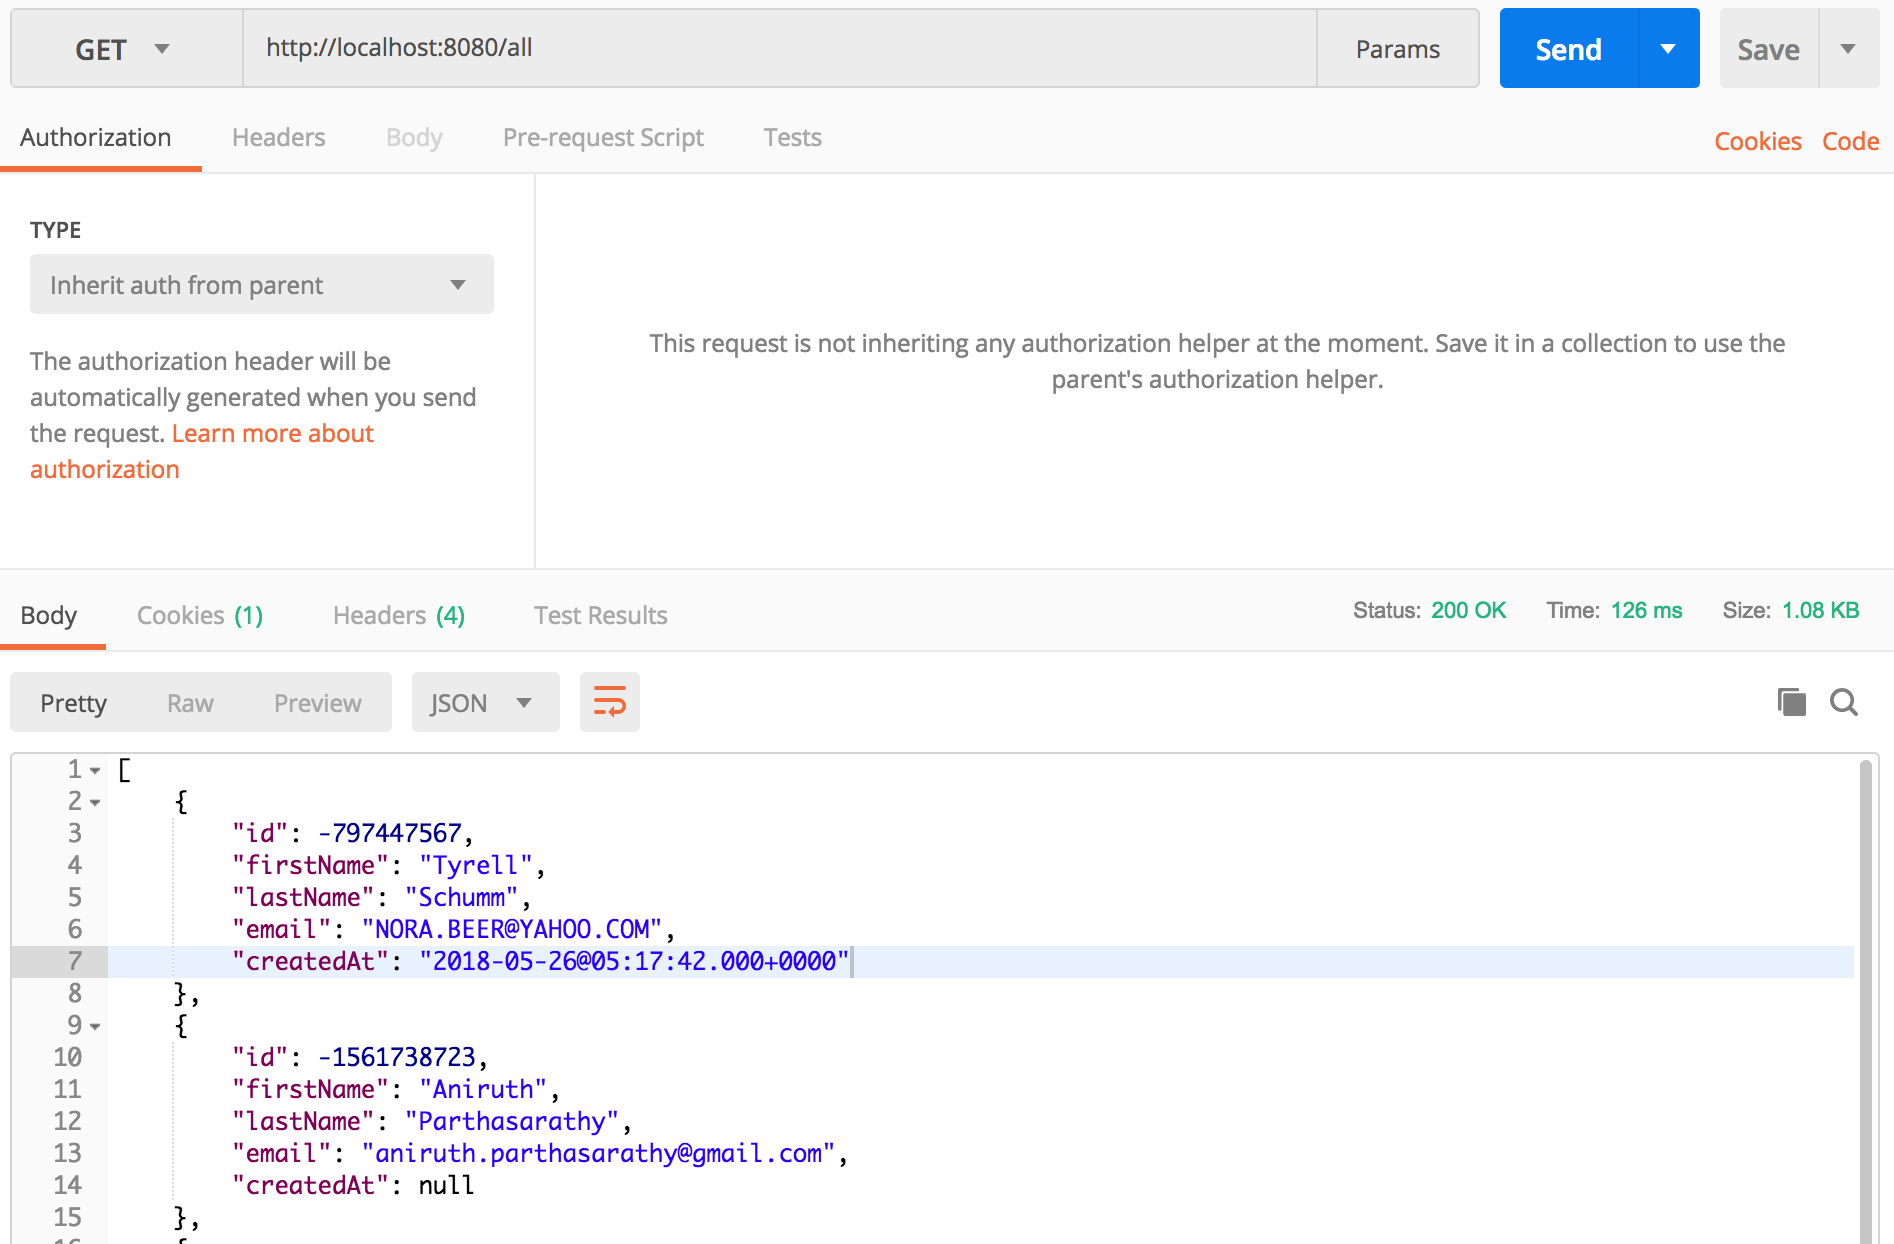 GET http://localhost:8080/all Params Send Save
Authorization Headers Body Pre-request Script Tests Cookies Code
TYPE
Inherit auth from parent
The authorization header will be
automatically generated when you send
the request. Learn more about
authorization
This request is not inheriting any authorization helper at the moment. Save it in a collection to use the
parent's authorization helper.
Body Cookies (1) Headers (4) Test Results Status: 200 OK Time: 126 ms Size: 1.08 KB
Pretty Raw Preview JSON
1 [
2 {
3 "id": -797447567,
4 "firstName": "Tyrell",
5 "lastName": "Schumm",
6 "email": "NORA.BEER@YAHOO.COM",
7 "createdAt": "2018-05-26@05:17:42.000+0000"
8 },
9 {
10 "id": -1561738723,
11 "firstName": "Aniruth",
12 "lastName": "Parthasarathy",
13 "email": "aniruth.parthasarathy@gmail.com",
14 "createdAt": null
15 },
16 {